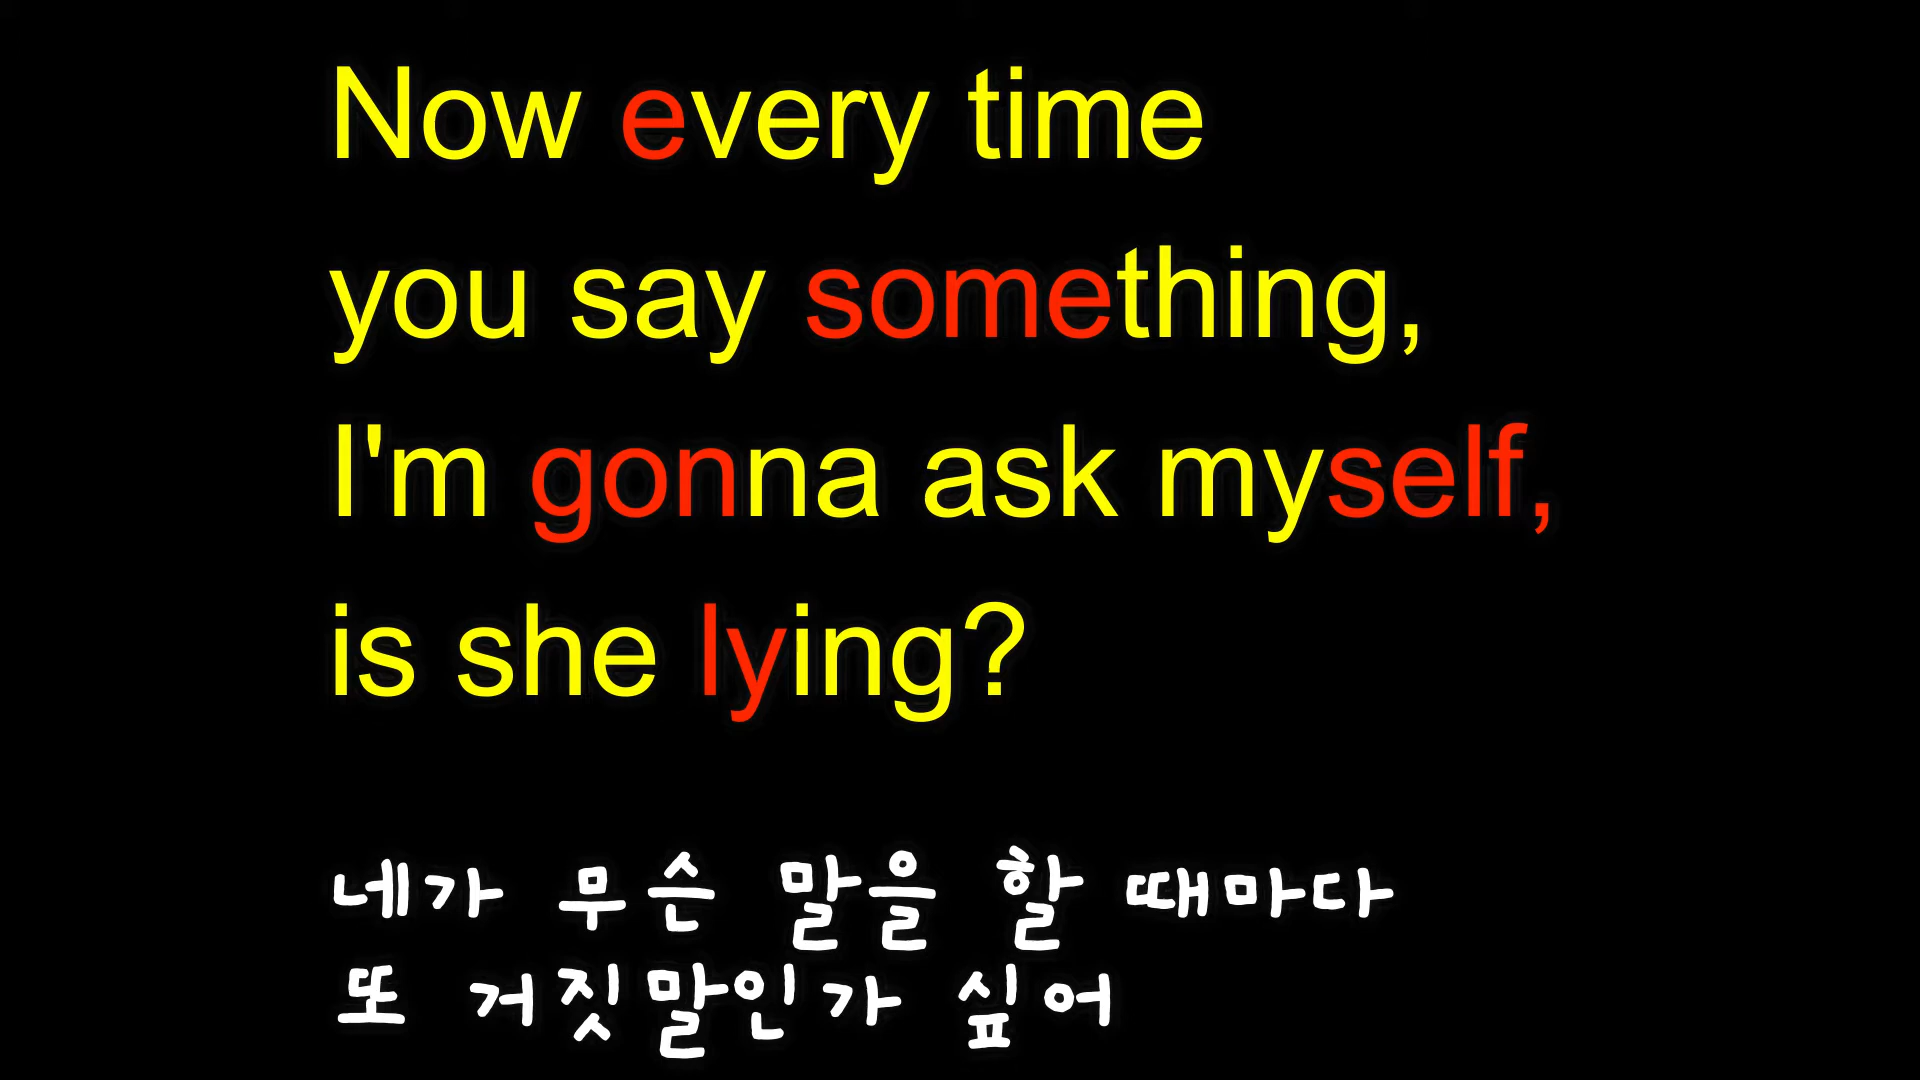 Now every time
you say something,
I'm gonna ask myself,
is she lying?
네가 무슨 말을 할 때마다
또 거짓말인가 싶어